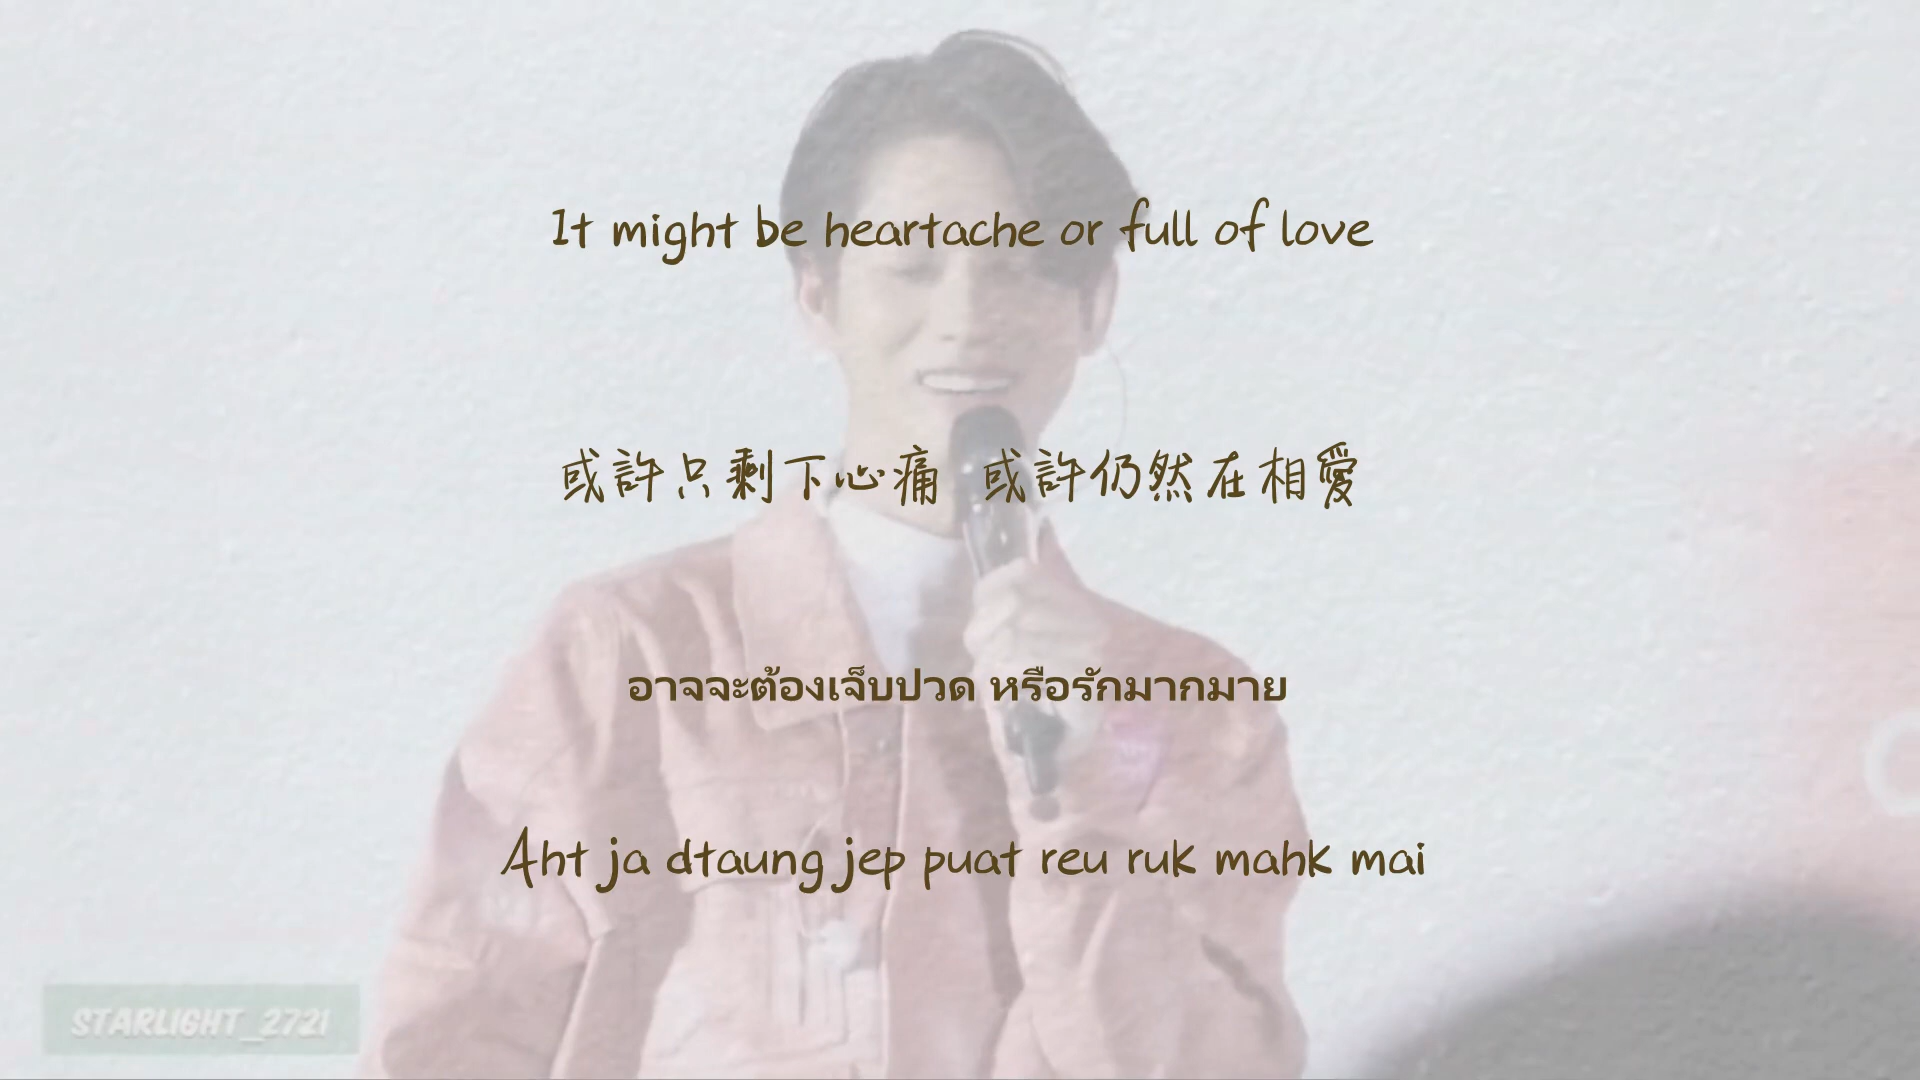 It might be heartache or full of love
或許只剩下心痛 或許仍然在相愛
อาจจะต้องเจ็บปวด หรือรักมากมาย
Aht ja dtaung jep puat reu ruk mahk mai
STARLIGHT_2721